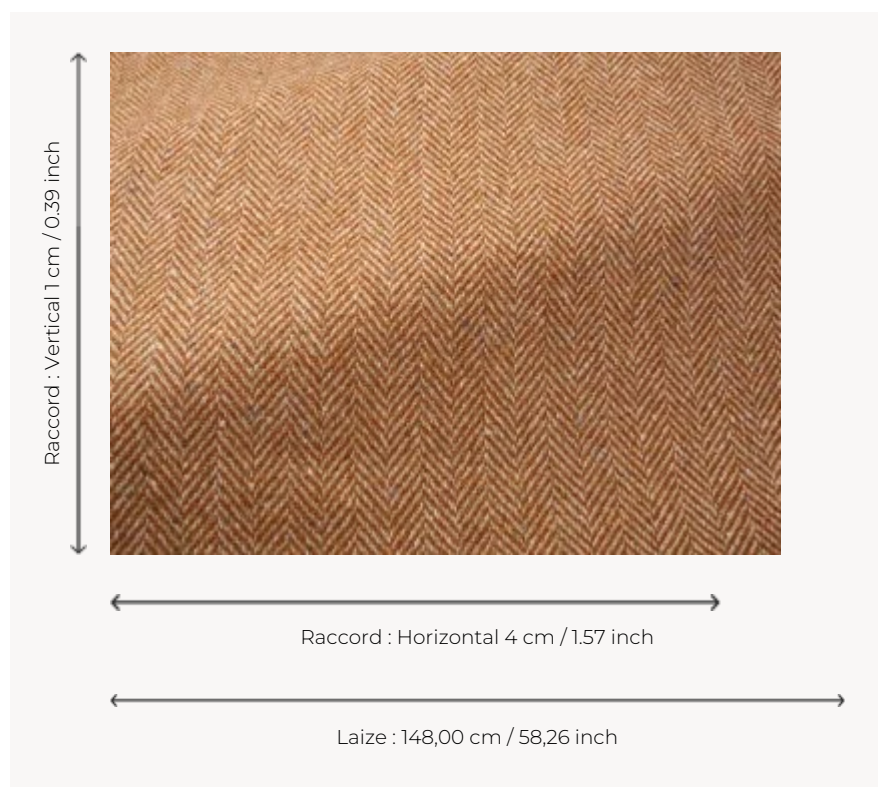 Raccord : Vertical 1 cm / 0.39 inch
Raccord : Horizontal 4 cm / 1.57 inch
Laize : 148,00 cm / 58,26 inch